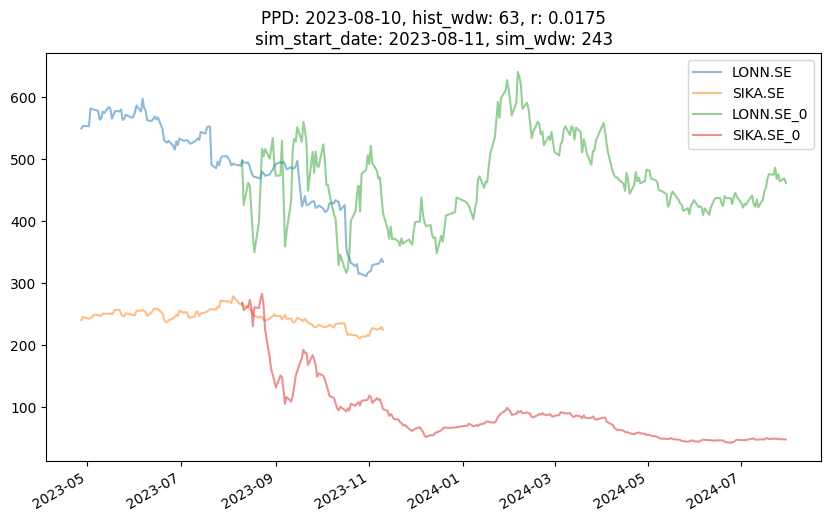 PPD: 2023-08-10, hist_wdw: 63, r: 0.0175
sim_start_date: 2023-08-11, sim_wdw: 243
LONN.SE
SIKA.SE
LONN.SE_0
SIKA.SE_0
600
500
400
300
200
100
2023-05
2023-07
2023-09
2023-11
2024-01
2024-03
2024-05
2024-07